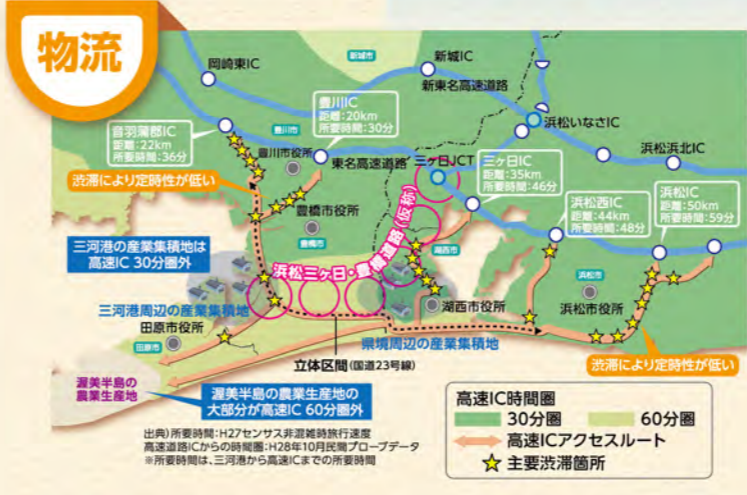 物流
岡崎東IC
新城市
新城IC
新東名高速道路
豊川IC
距離:20km
所要時間:30分
音羽蒲郡IC
距離:22km
所要時間:36分
豊川市
豊川市役所
東名高速道路
浜松いなさIC
浜松浜北IC
三ヶ日JCT
三ヶ日IC
距離:35km
所要時間:46分
浜松西IC
距離:44km
所要時間:48分
浜松IC
距離:50km
所要時間:59分
渋滞により定時性が低い
豊橋市役所
豊橋市
浜松三ヶ日・豊橋道路(仮称)
湖西市
三河港の産業集積地は
高速IC 30分圏外
浜松市
浜松市役所
湖西市役所
三河港周辺の産業集積地
田原市役所
田原市
県境周辺の産業集積地
立体区間(国道23号線)
渋滞により定時性が低い
渥美半島の
農業生産地
渥美半島の農業生産地の
大部分が高速IC 60分圏外
高速IC時間圏
30分圏
60分圏
高速ICアクセスルート
主要渋滞箇所
出典)所要時間:H27センサス非混雑時旅行速度
高速道路ICからの時間圏:H28年10月民間プローブデータ
※所要時間は、三河港から高速ICまでの所要時間